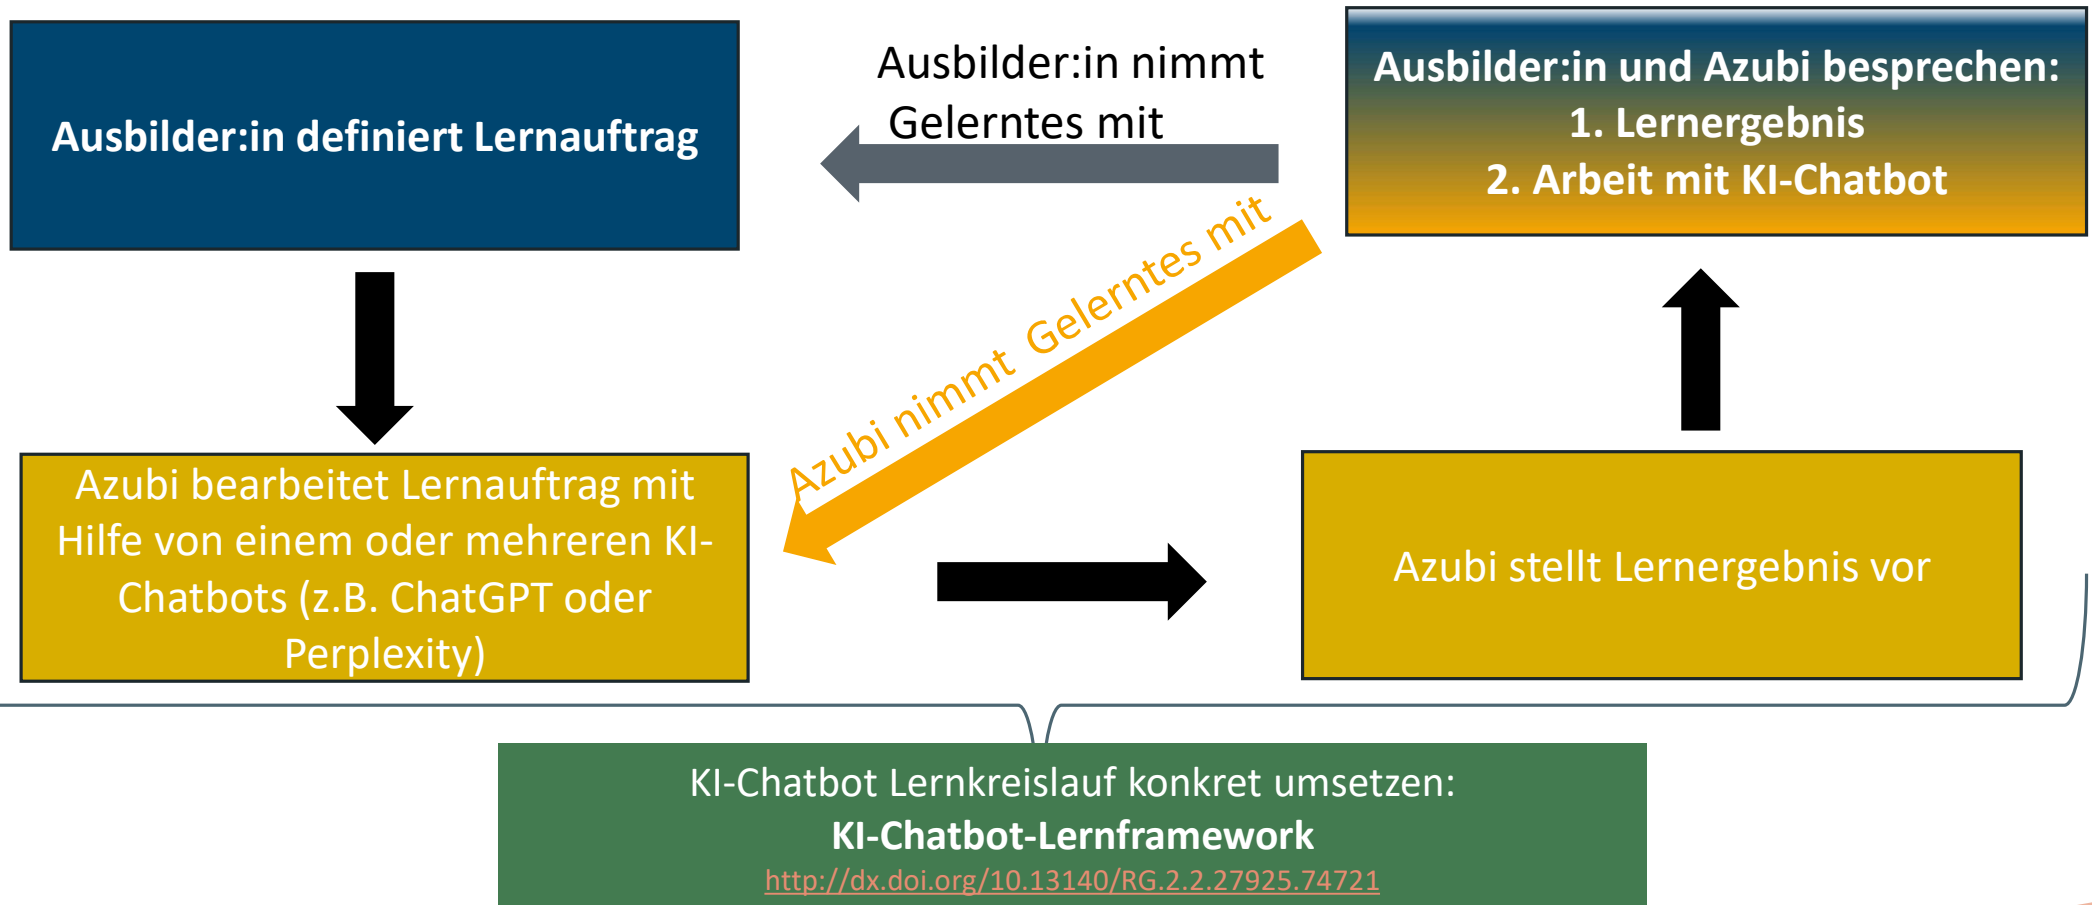 Ausbilder:in definiert Lernauftrag
Ausbilder:in nimmt
Gelerntes mit
Ausbilder:in und Azubi besprechen:
1. Lernergebnis
2. Arbeit mit KI-Chatbot
Azubi nimmt Gelerntes mit
Azubi bearbeitet Lernauftrag mit
Hilfe von einem oder mehreren KI-
Chatbots (z.B. ChatGPT oder
Perplexity)
Azubi stellt Lernergebnis vor
KI-Chatbot Lernkreislauf konkret umsetzen:
KI-Chatbot-Lernframework
http://dx.doi.org/10.13140/RG.2.2.27925.74721